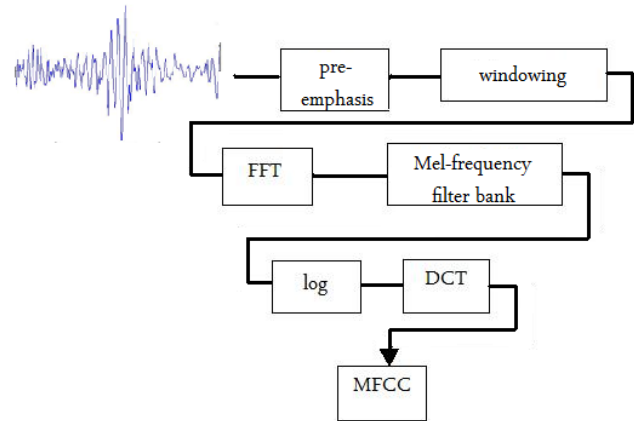 pre-
emphasis
windowing
FFT
Mel-frequency
filter bank
log
DCT
MFCC